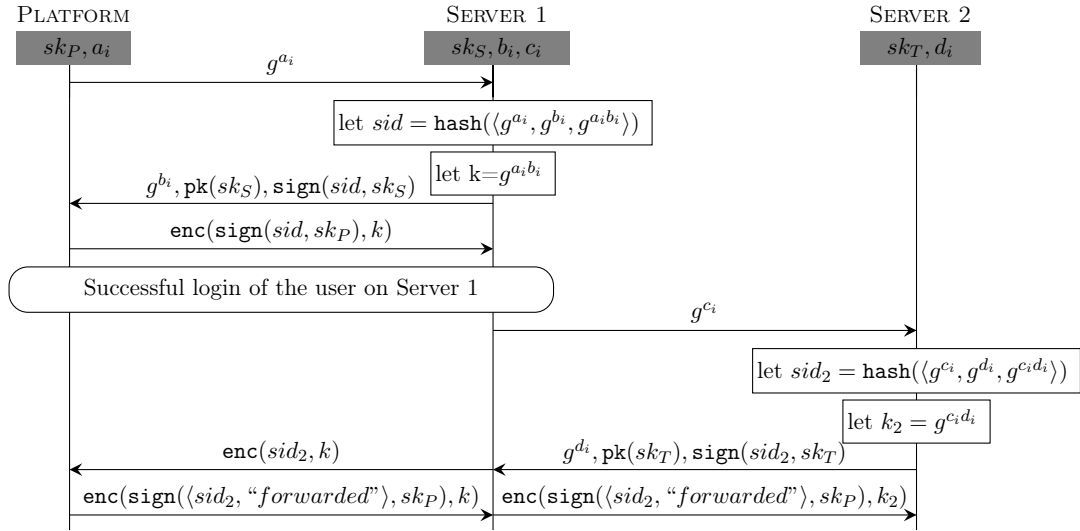 PLATFORM SERVER 1 SERVER 2
sk_P, a_i sk_S, b_i, c_i sk_T, d_i
g^{a_i}
let sid = hash(⟨g^{a_i}, g^{b_i}, g^{a_i b_i}⟩)
let k=g^{a_i b_i}
g^{b_i}, pk(sk_S), sign(sid, sk_S)
enc(sign(sid, sk_P), k)
Successful login of the user on Server 1
g^{c_i}
let sid_2 = hash(⟨g^{c_i}, g^{d_i}, g^{c_i d_i}⟩)
let k_2 = g^{c_i d_i}
enc(sid_2, k) g^{d_i}, pk(sk_T), sign(sid_2, sk_T)
enc(sign(⟨sid_2, “forwarded”⟩, sk_P), k) enc(sign(⟨sid_2, “forwarded”⟩, sk_P), k_2)